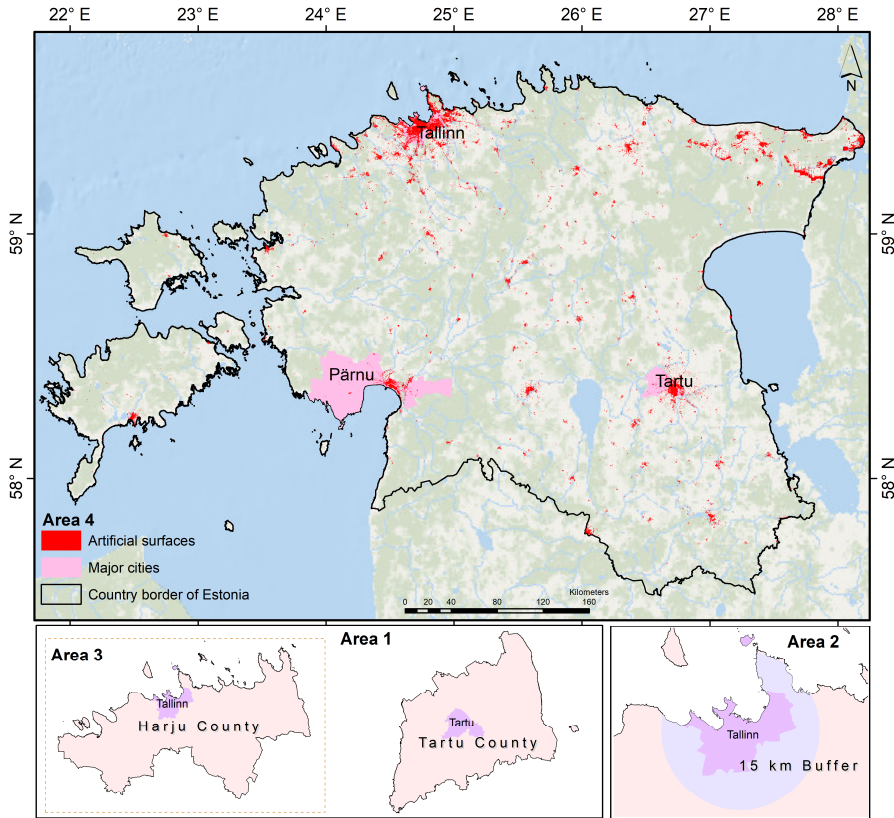 22° E 23° E 24° E 25° E 26° E 27° E 28° E
N
Tallinn
59° N 59° N
Pärnu
Tartu
58° N 58° N
Area 4
Artificial surfaces
Major cities
Country border of Estonia
Kilometers
0 20 40 80 120 160
Area 3
Tallinn
Harju County
Area 1
Tartu
Tartu County
Area 2
Tallinn
15 km Buffer